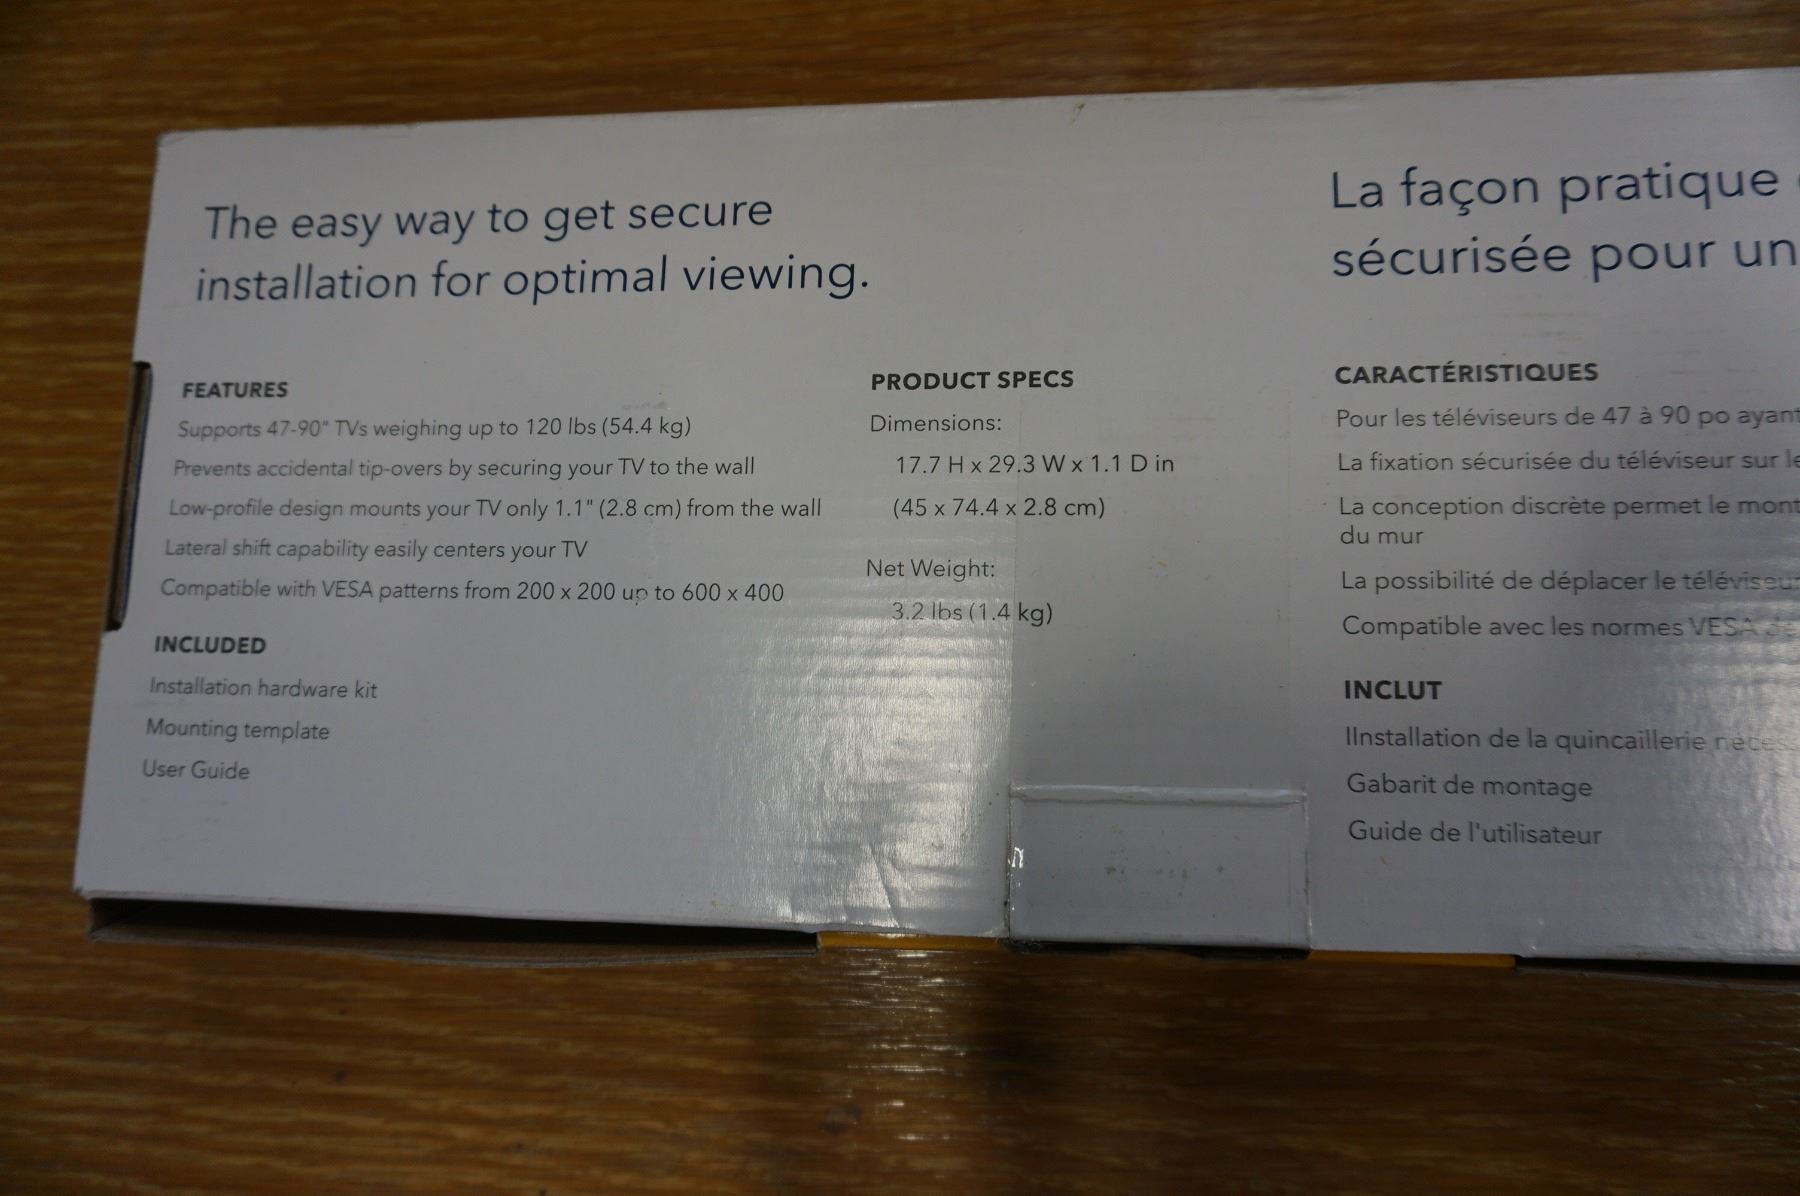 The easy way to get secure
installation for optimal viewing.
FEATURES
Supports 47-90" TVs weighing up to 120 lbs (54.4 kg)
Prevents accidental tip-overs by securing your TV to the wall
Low-profile design mounts your TV only 1.1" (2.8 cm) from the wall
Lateral shift capability easily centers your TV
Compatible with VESA patterns from 200 x 200 up to 600 x 400
INCLUDED
Installation hardware kit
Mounting template
User Guide
PRODUCT SPECS
Dimensions:
17.7 H x 29.3 W x 1.1 D in
(45 x 74.4 x 2.8 cm)
Net Weight:
3.2 lbs (1.4 kg)
La façon pratique
sécurisée pour un
CARACTÉRISTIQUES
Pour les téléviseurs de 47 à 90 po ayant
La fixation sécurisée du téléviseur sur le
La conception discrète permet le mont
du mur
La possibilité de déplacer le téléviseur
Compatible avec les normes VESA de
INCLUT
IInstallation de la quincaillerie néces
Gabarit de montage
Guide de l'utilisateur